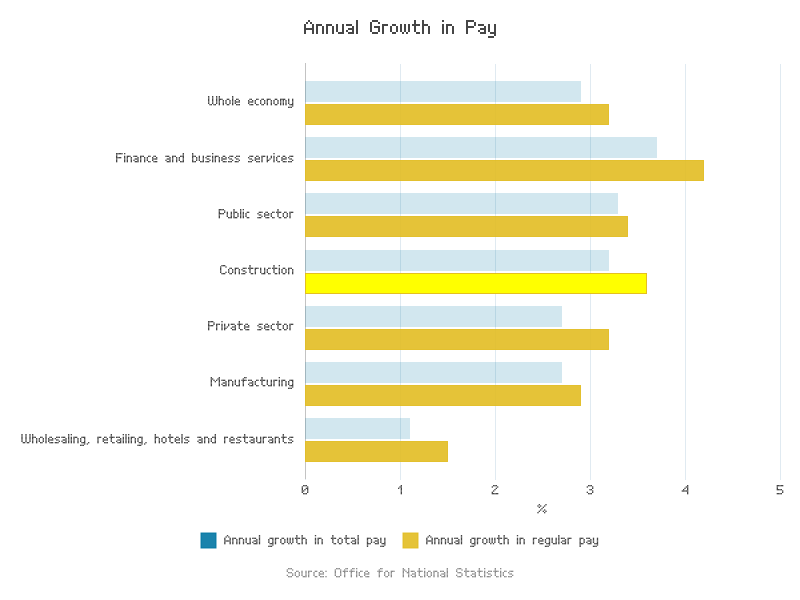 Annual Growth in Pay
Whole economy
Finance and business services
Public sector
Construction
Private sector
Manufacturing
Wholesaling, retailing, hotels and restaurants
0 1 2 3 4 5
%
Annual growth in total pay Annual growth in regular pay
Source: Office for National Statistics